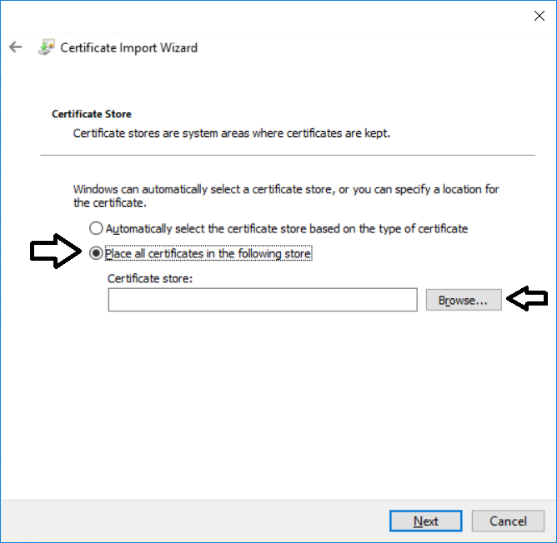 Certificate Import Wizard
Certificate Store
Certificate stores are system areas where certificates are kept.
Windows can automatically select a certificate store, or you can specify a location for
the certificate.
Automatically select the certificate store based on the type of certificate
Place all certificates in the following store
Certificate store:
Browse...
Next
Cancel